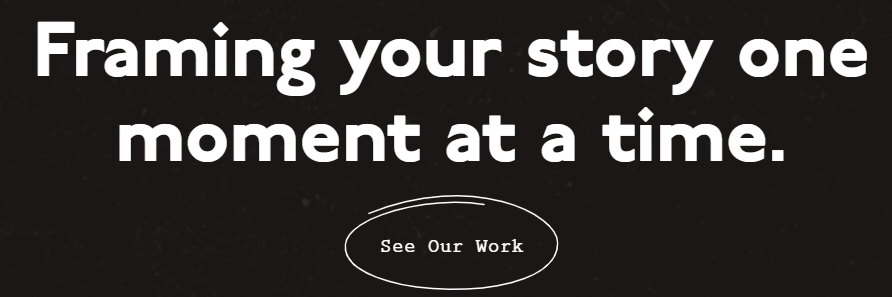 Framing your story one
moment at a time.
See Our Work